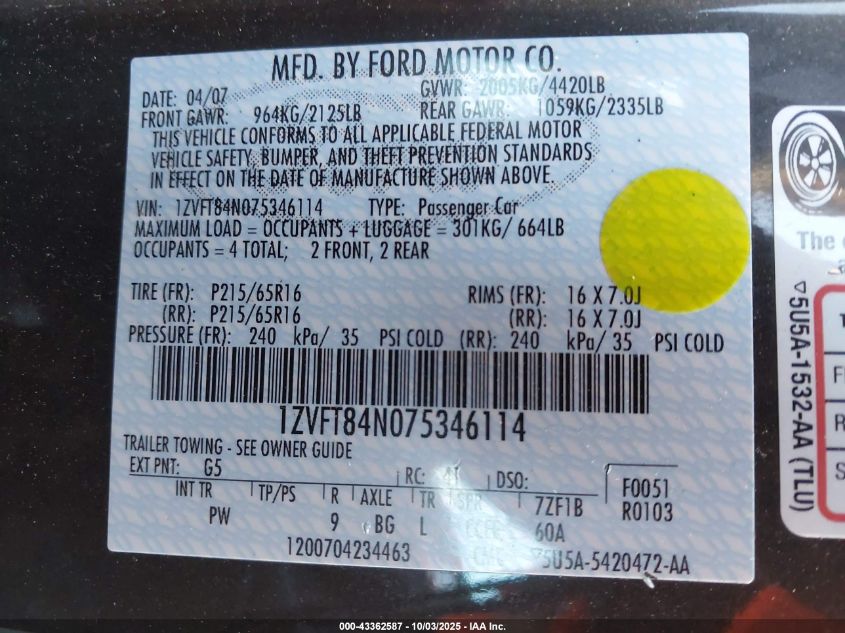 MFD. BY FORD MOTOR CO.
DATE: 04/07 GVWR: 2005KG/4420LB
FRONT GAWR: 964KG/2125LB REAR GAWR: 1059KG/2335LB
THIS VEHICLE CONFORMS TO ALL APPLICABLE FEDERAL MOTOR
VEHICLE SAFETY, BUMPER, AND THEFT PREVENTION STANDARDS
IN EFFECT ON THE DATE OF MANUFACTURE SHOWN ABOVE.
VIN: 1ZVFT84N075346114 TYPE: Passenger Car
MAXIMUM LOAD = OCCUPANTS + LUGGAGE = 301KG/ 664LB
OCCUPANTS = 4 TOTAL; 2 FRONT, 2 REAR
TIRE (FR): P215/65R16 RIMS (FR): 16 X 7.0J
(RR): P215/65R16 (RR): 16 X 7.0J
PRESSURE (FR): 240 kPa/ 35 PSI COLD (RR): 240 kPa/ 35 PSI COLD
1ZVFT84N075346114
TRAILER TOWING - SEE OWNER GUIDE
EXT PNT: G5 RC: 41 DSO: F0051
INT TR TP/PS R AXLE TR SPR 7ZF1B R0103
PW 9 BG L 60A
1200704234463 5U5A-5420472-AA
The
5U5A-1532-AA (TLU)
000-43362587 - 10/03/2025 - IAA Inc.